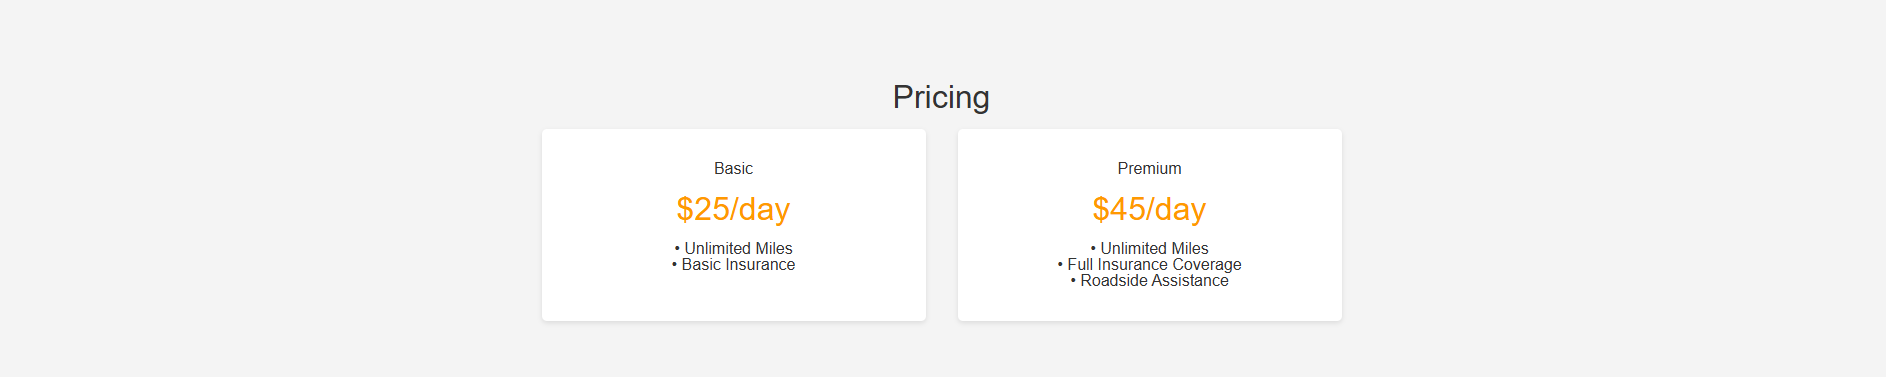 Pricing
Basic
$25/day
• Unlimited Miles
• Basic Insurance
Premium
$45/day
• Unlimited Miles
• Full Insurance Coverage
• Roadside Assistance